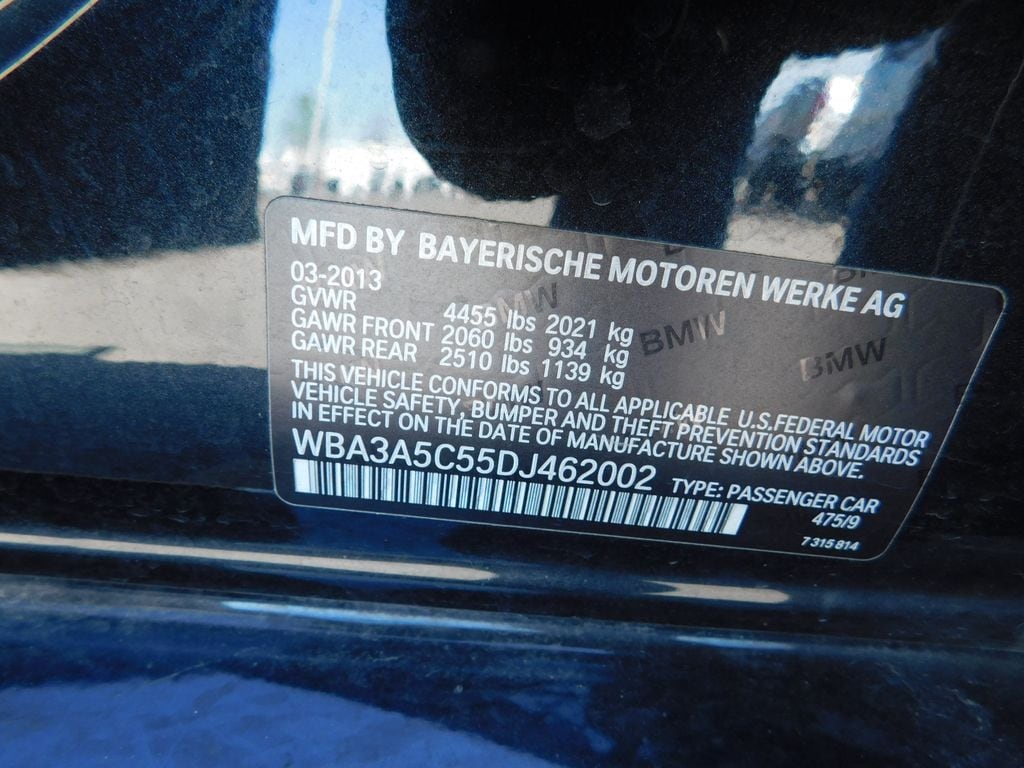 MFD BY BAYERISCHE MOTOREN WERKE AG
03-2013
GVWR 4455 lbs 2021 kg
GAWR FRONT 2060 lbs 934 kg
GAWR REAR 2510 lbs 1139 kg
THIS VEHICLE CONFORMS TO ALL APPLICABLE U.S.FEDERAL MOTOR
VEHICLE SAFETY, BUMPER AND THEFT PREVENTION STANDARDS
IN EFFECT ON THE DATE OF MANUFACTURE SHOWN ABOVE.
WBA3A5C55DJ462002 TYPE: PASSENGER CAR
475/9
7 315 814
BMW
BMW
BMW